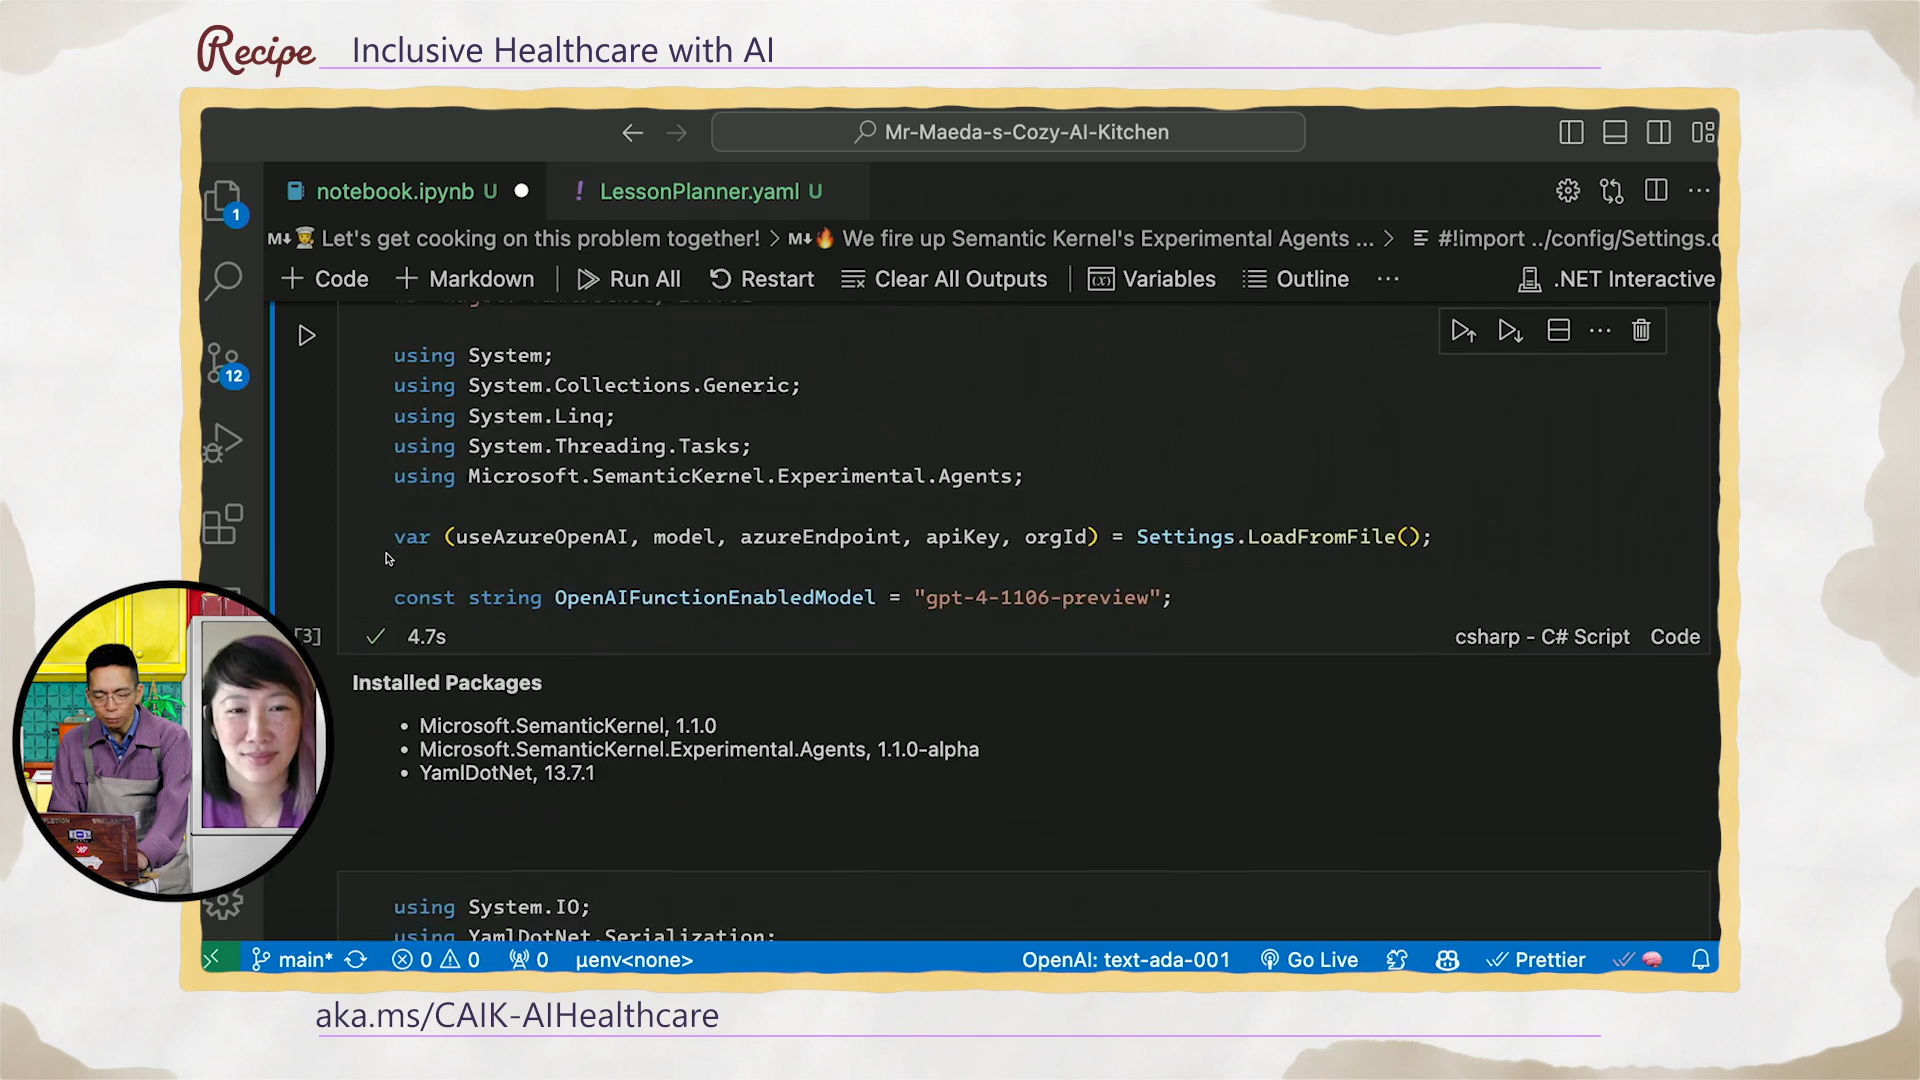 Recipe Inclusive Healthcare with AI
Mr-Maeda-s-Cozy-AI-Kitchen
notebook.ipynb U
LessonPlanner.yaml U
Let's get cooking on this problem together! > We fire up Semantic Kernel's Experimental Agents ... > #!import ../config/Settings.c
+ Code + Markdown Run All Restart Clear All Outputs Variables Outline ... .NET Interactive
using System;
using System.Collections.Generic;
using System.Linq;
using System.Threading.Tasks;
using Microsoft.SemanticKernel.Experimental.Agents;
var (useAzureOpenAI, model, azureEndpoint, apiKey, orgId) = Settings.LoadFromFile();
const string OpenAIFunctionEnabledModel = "gpt-4-1106-preview";
[3] 4.7s csharp - C# Script Code
Installed Packages
• Microsoft.SemanticKernel, 1.1.0
• Microsoft.SemanticKernel.Experimental.Agents, 1.1.0-alpha
• YamlDotNet, 13.7.1
using System.IO;
using YamlDotNet.Serialization;
1
12
main* 0 0 0 µenv<none> OpenAI: text-ada-001 Go Live Prettier
aka.ms/CAIK-AIHealthcare